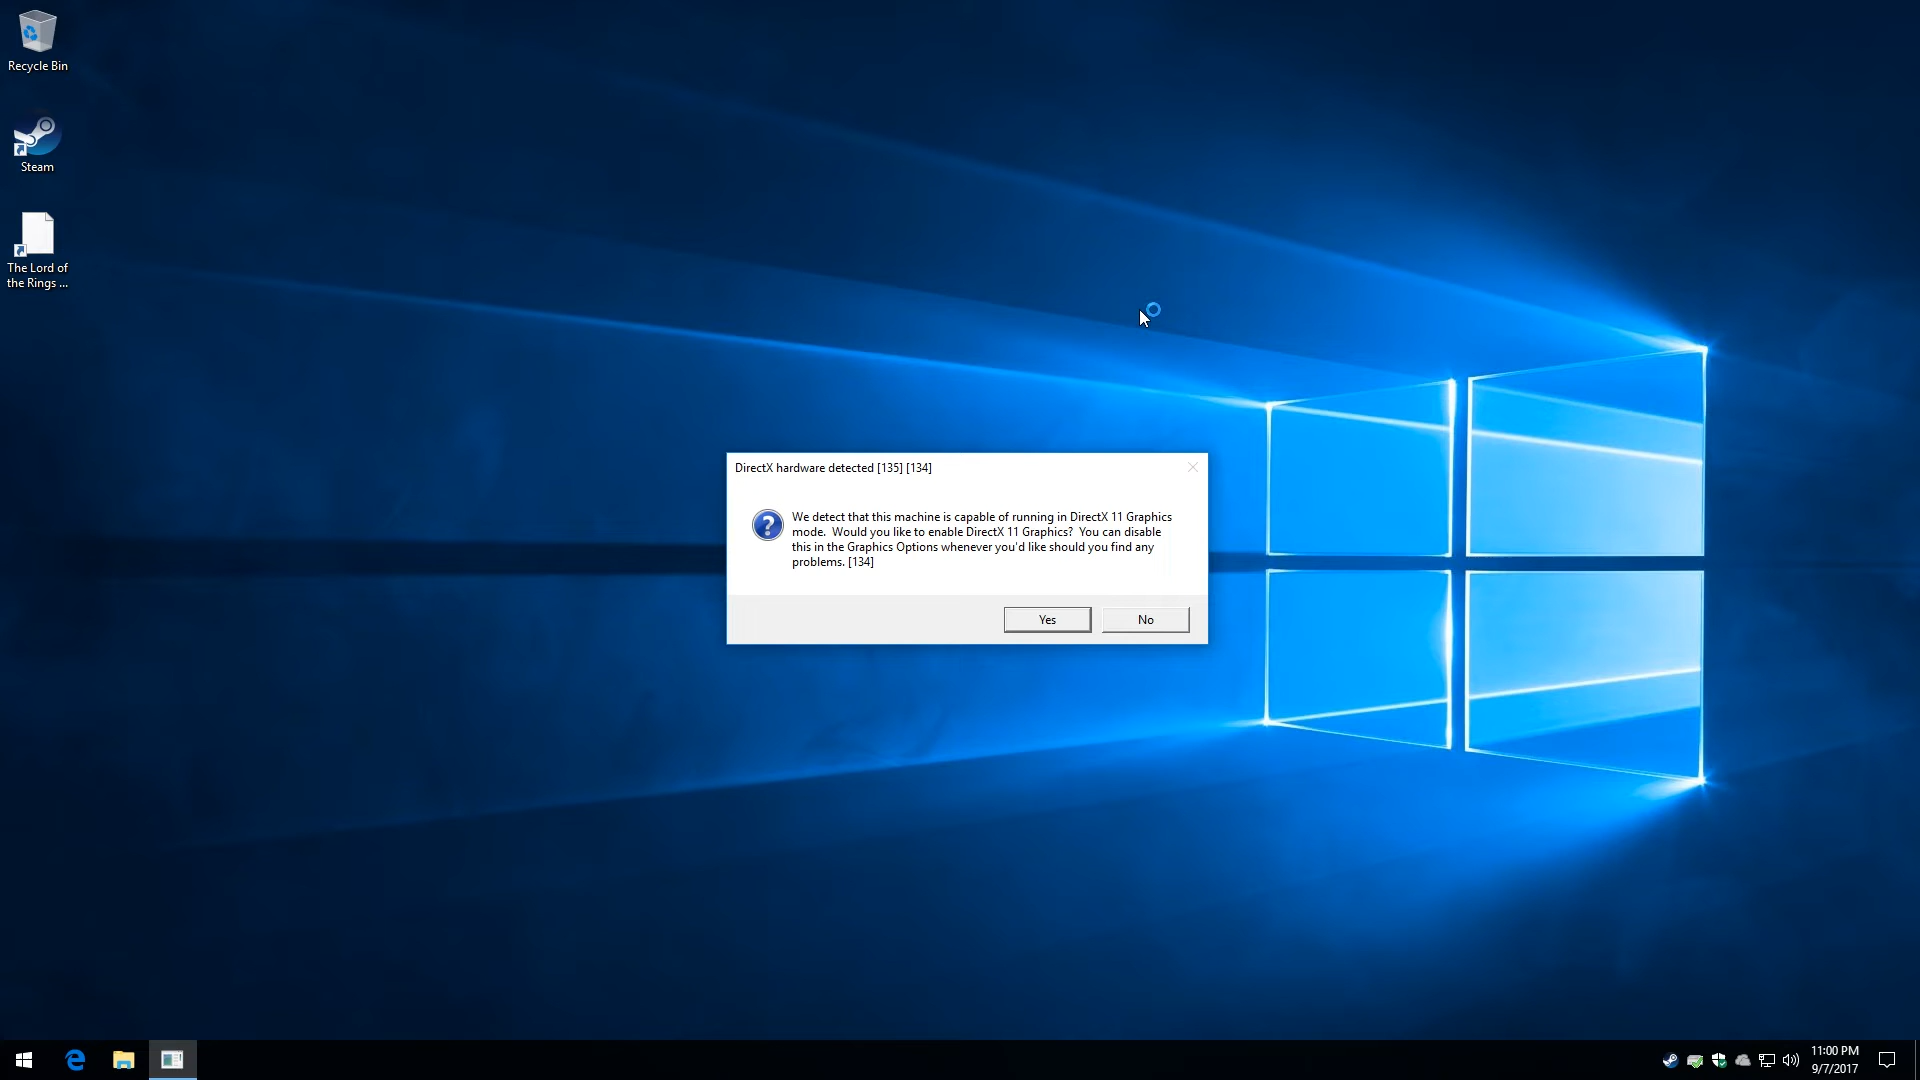 Recycle Bin
Steam
The Lord of
the Rings ...
DirectX hardware detected [135] [134]
We detect that this machine is capable of running in DirectX 11 Graphics
mode.  Would you like to enable DirectX 11 Graphics?  You can disable
this in the Graphics Options whenever you'd like should you find any
problems. [134]
Yes
No
11:00 PM
9/7/2017